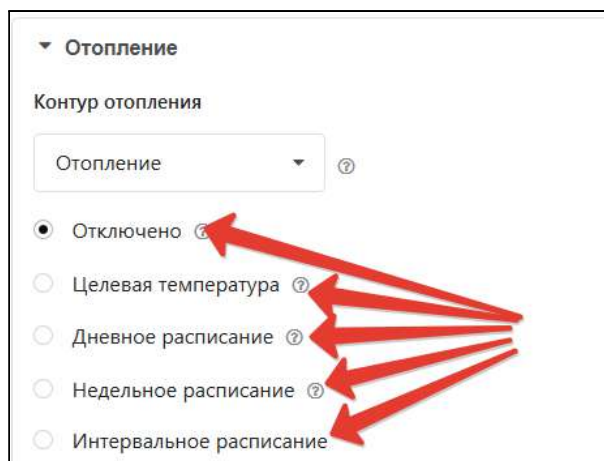 Отопление
Контур отопления
Отопление
Отключено
Целевая температура
Дневное расписание
Недельное расписание
Интервальное расписание